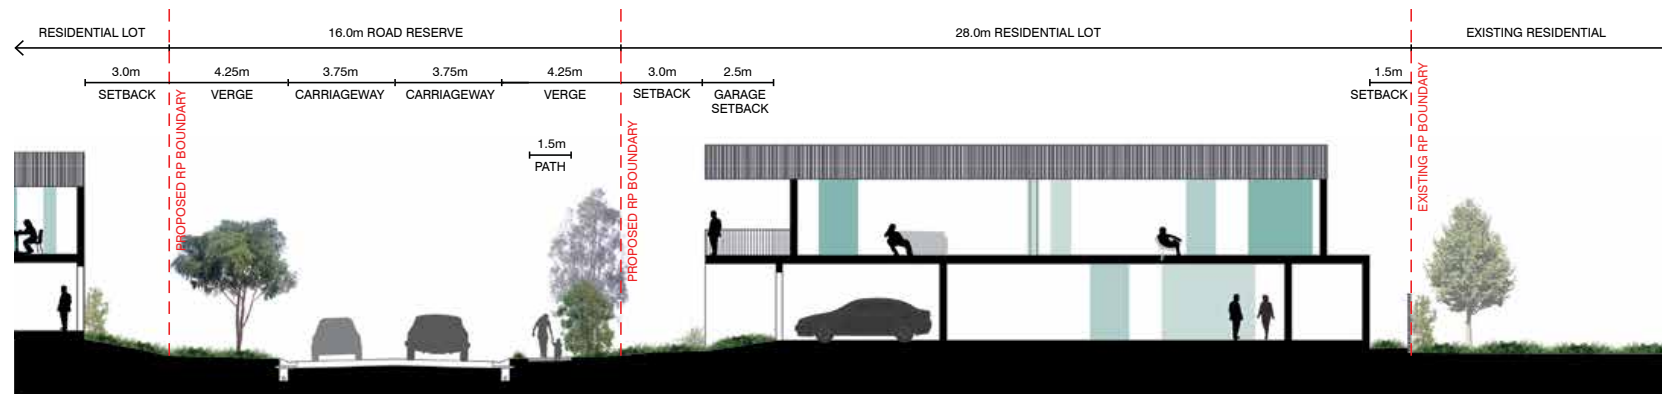 RESIDENTIAL LOT
16.0m ROAD RESERVE
28.0m RESIDENTIAL LOT
EXISTING RESIDENTIAL
3.0m
SETBACK
4.25m
VERGE
3.75m
CARRIAGEWAY
3.75m
CARRIAGEWAY
4.25m
VERGE
3.0m
SETBACK
2.5m
GARAGE
SETBACK
1.5m
SETBACK
1.5m
PATH
PROPOSED RP BOUNDARY
PROPOSED RP BOUNDARY
EXISTING RP BOUNDARY